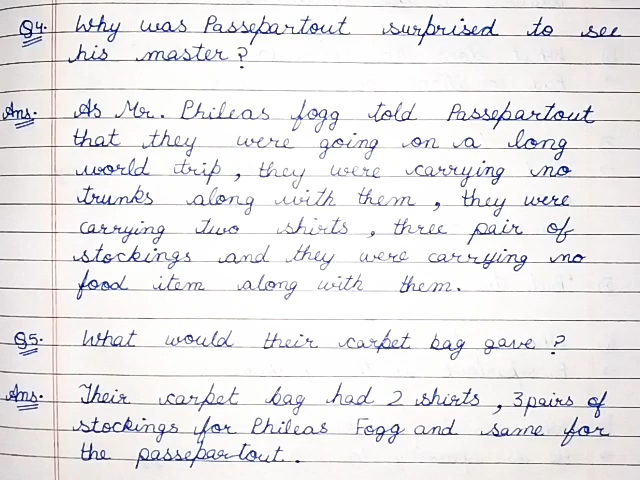 Q4. Why was Passepartout surprised to see
his master?
Ans. As Mr. Phileas fogg told Passepartout
that they were going on a long
world trip, they were carrying no
trunks along with them, they were
carrying two shirts, three pair of
stockings and they were carrying no
food item along with them.
Q5. What would their carpet bag gave?
Ans. Their carpet bag had 2 shirts, 3 pairs of
stockings for Phileas Fogg and same for
the passepartout.